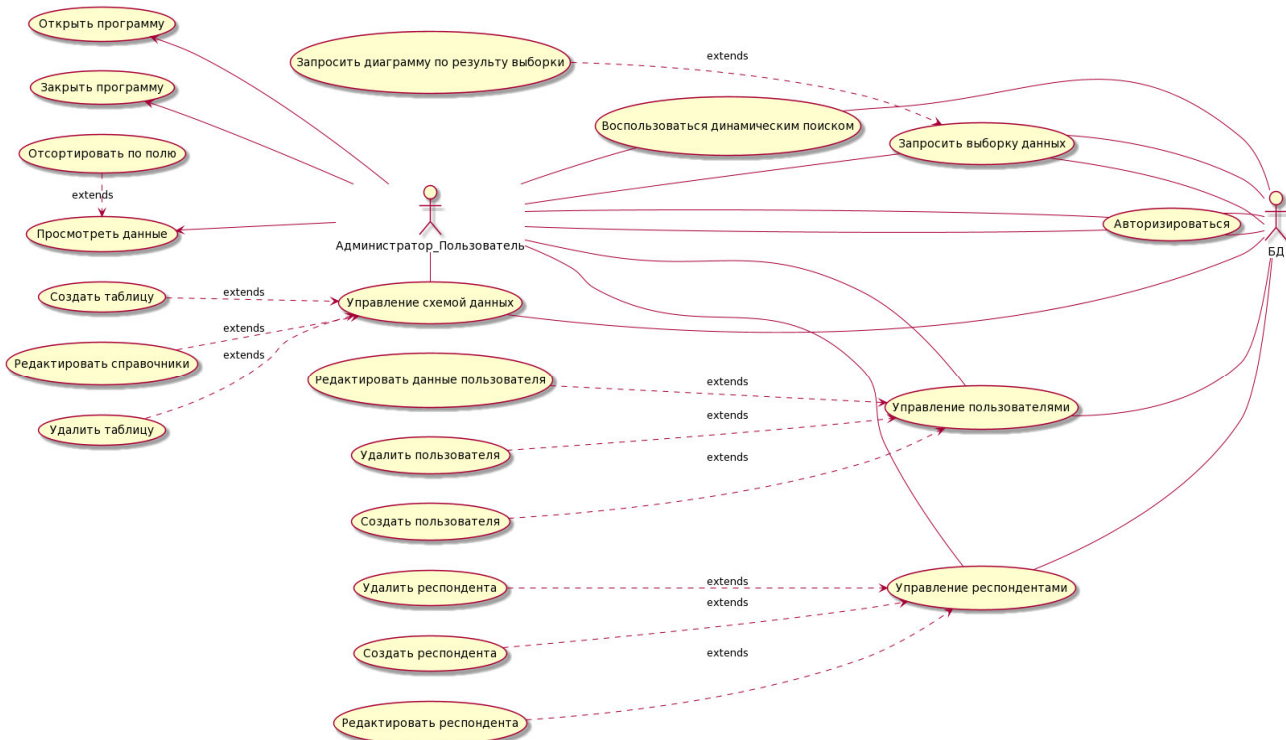 Открыть программу
Запросить диаграмму по результу выборки
extends
Закрыть программу
Воспользоваться динамическим поиском
Запросить выборку данных
Отсортировать по полю
extends
Просмотреть данные
Администратор_Пользователь
Авторизироваться
БД
Создать таблицу
extends
Управление схемой данных
extends
Редактировать справочники
extends
Удалить таблицу
Редактировать данные пользователя
extends
Управление пользователями
extends
Удалить пользователя
extends
Создать пользователя
Удалить респондента
extends
Управление респондентами
extends
Создать респондента
extends
Редактировать респондента